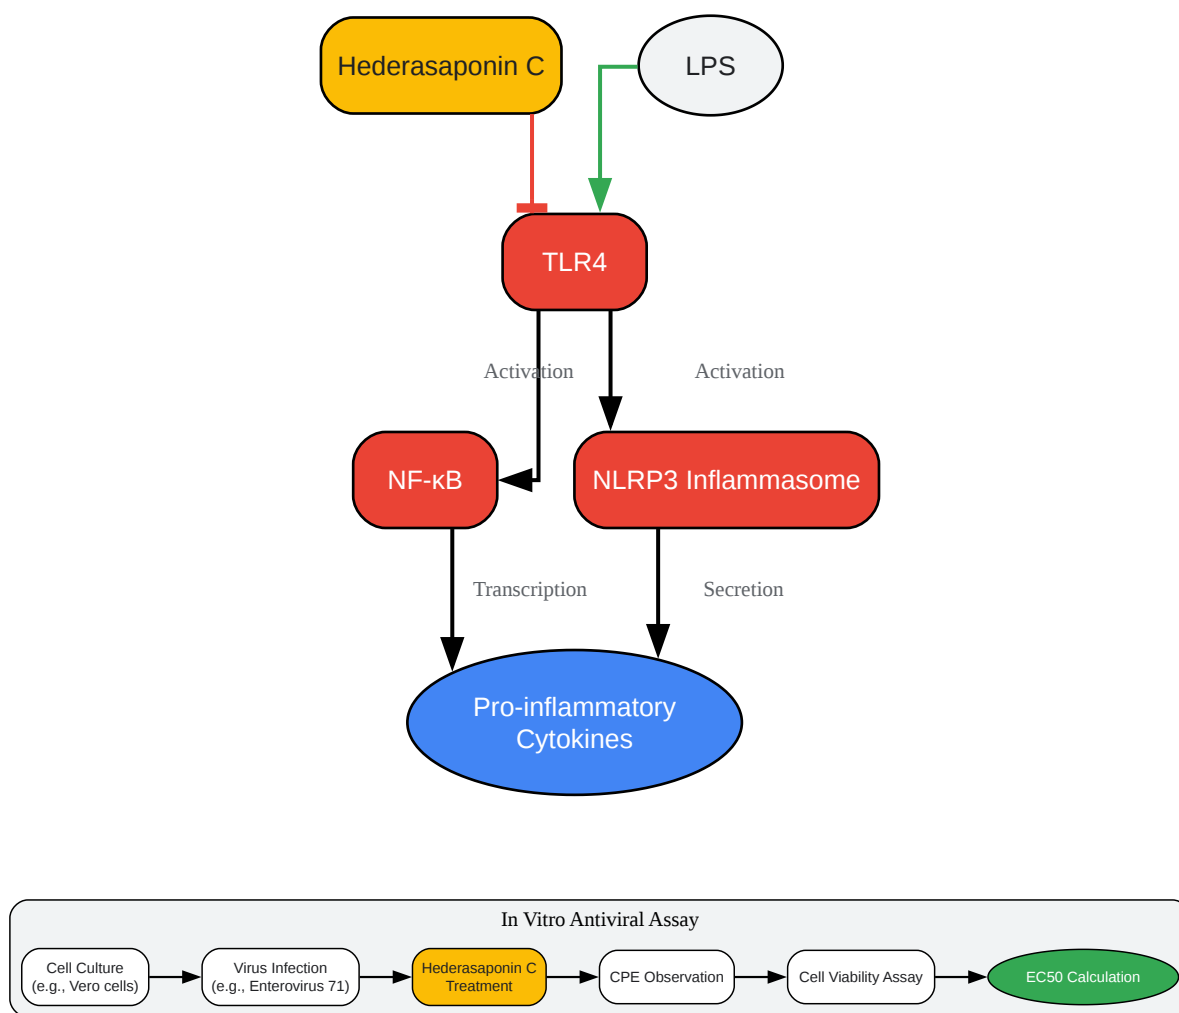 Hederasaponin C
LPS
TLR4
Activation
Activation
NF-κB
NLRP3 Inflammasome
Transcription
Secretion
Pro-inflammatory
Cytokines
In Vitro Antiviral Assay
Cell Culture
(e.g., Vero cells)
Virus Infection
(e.g., Enterovirus 71)
Hederasaponin C
Treatment
CPE Observation
Cell Viability Assay
EC50 Calculation